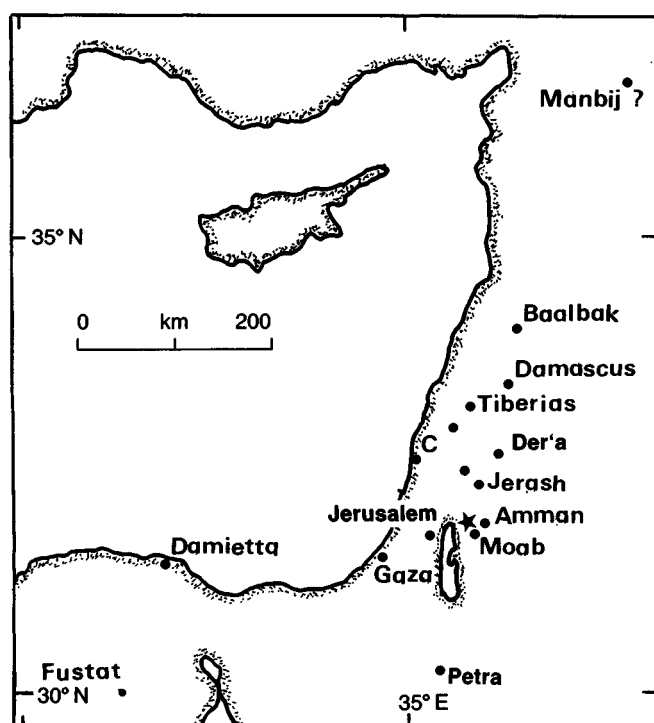 Manbij ?
35° N
0 km 200
Baalbak
Damascus
Tiberias
C
Der'a
Jerash
Jerusalem
Amman
Moab
Damietta
Gaza
Fustat
Petra
30° N
35° E